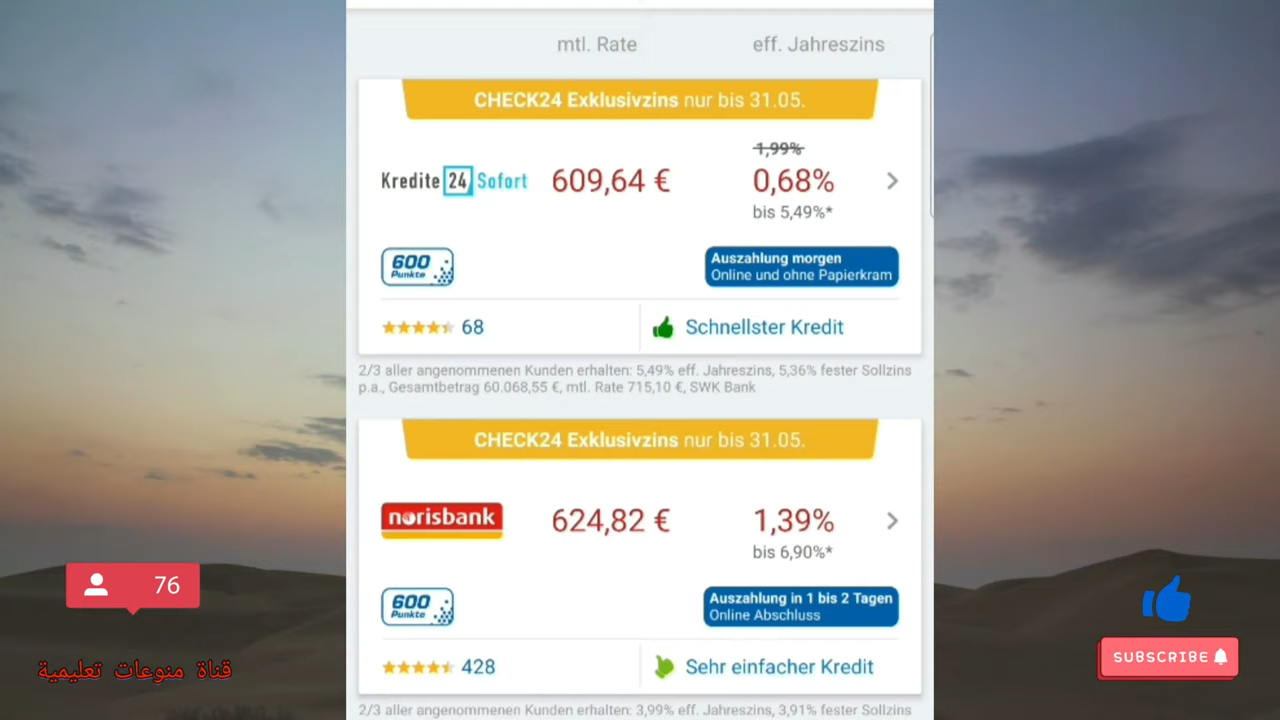 mtl. Rate eff. Jahreszins
CHECK24 Exklusivzins nur bis 31.05.
1,99%
Kredite 24 Sofort 609,64 € 0,68%
bis 5,49%*
600 Punkte
Auszahlung morgen
Online und ohne Papierkram
68 Schnellster Kredit
2/3 aller angenommenen Kunden erhalten: 5,49% eff. Jahreszins, 5,36% fester Sollzins
p.a., Gesamtbetrag 60.068,55 €, mtl. Rate 715,10 €, SWK Bank
CHECK24 Exklusivzins nur bis 31.05.
norisbank 624,82 € 1,39%
bis 6,90%*
600 Punkte
Auszahlung in 1 bis 2 Tagen
Online Abschluss
428 Sehr einfacher Kredit
2/3 aller angenommenen Kunden erhalten: 3,99% eff. Jahreszins, 3,91% fester Sollzins
76
قناة منوعات تعليمية
SUBSCRIBE